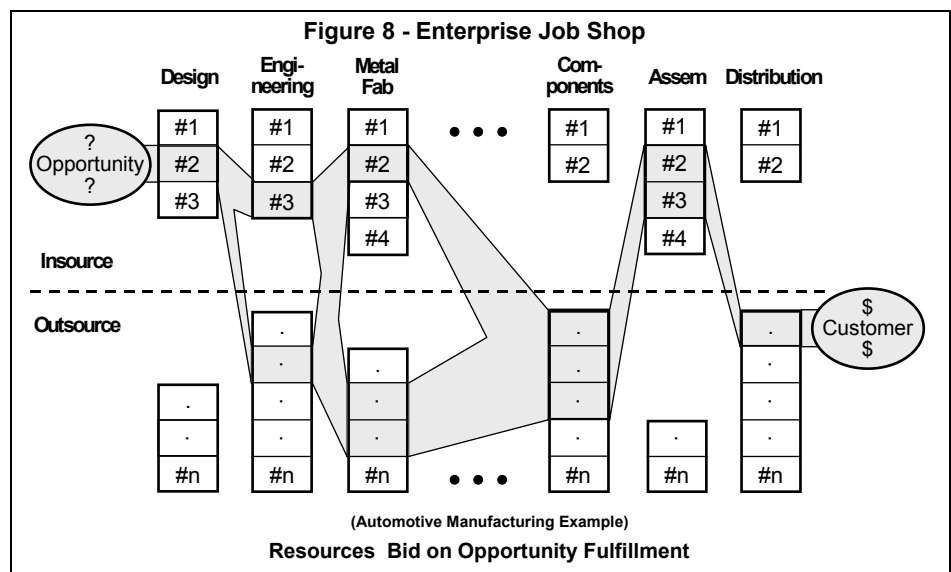 Figure 8 - Enterprise Job Shop
Design
Engi-
neering
Metal
Fab
Com-
ponents
Assem
Distribution
#1
#2
#3
#1
#2
#3
#1
#2
#3
#4
• • •
#1
#2
#1
#2
#3
#4
#1
#2
?
Opportunity
?
Insource
Outsource
.
.
#n
.
.
.
.
#n
.
.
.
#n
• • •
.
.
.
.
#n
.
#n
.
.
.
.
#n
$
Customer
$
(Automotive Manufacturing Example)
Resources Bid on Opportunity Fulfillment